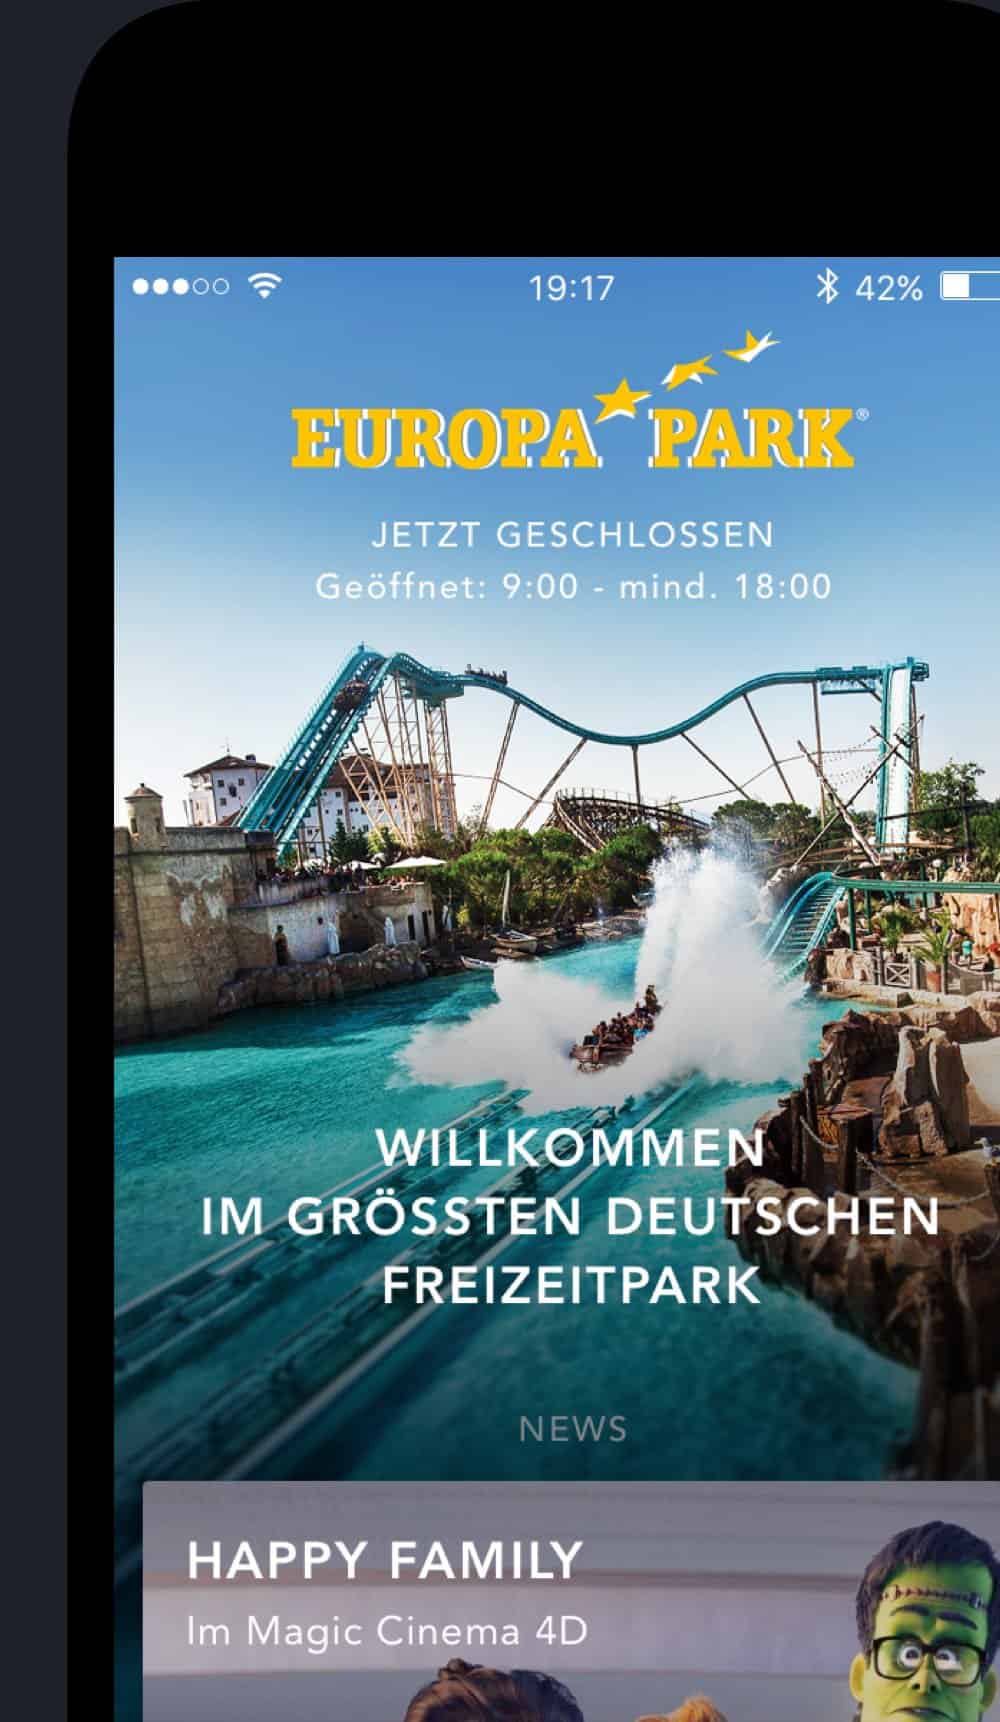 19:17
42%
EUROPA PARK®
JETZT GESCHLOSSEN
Geöffnet: 9:00 - mind. 18:00
WILLKOMMEN
IM GRÖSSTEN DEUTSCHEN
FREIZEITPARK
NEWS
HAPPY FAMILY
Im Magic Cinema 4D